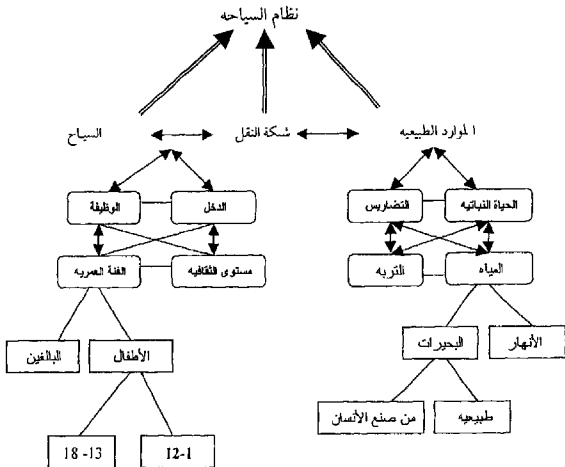 نظام السياحه
الموارد الطبيعيه
شبكة النقل
السياح
الحياة النباتيه
التضاريس
الدخل
الوظيفة
المياه
التربه
مستوى الثقافيه
الفئة العمريه
الأنهار
البحيرات
الأطفال
البالغين
طبيعيه
من صنع الأنسان
12-1
18-13